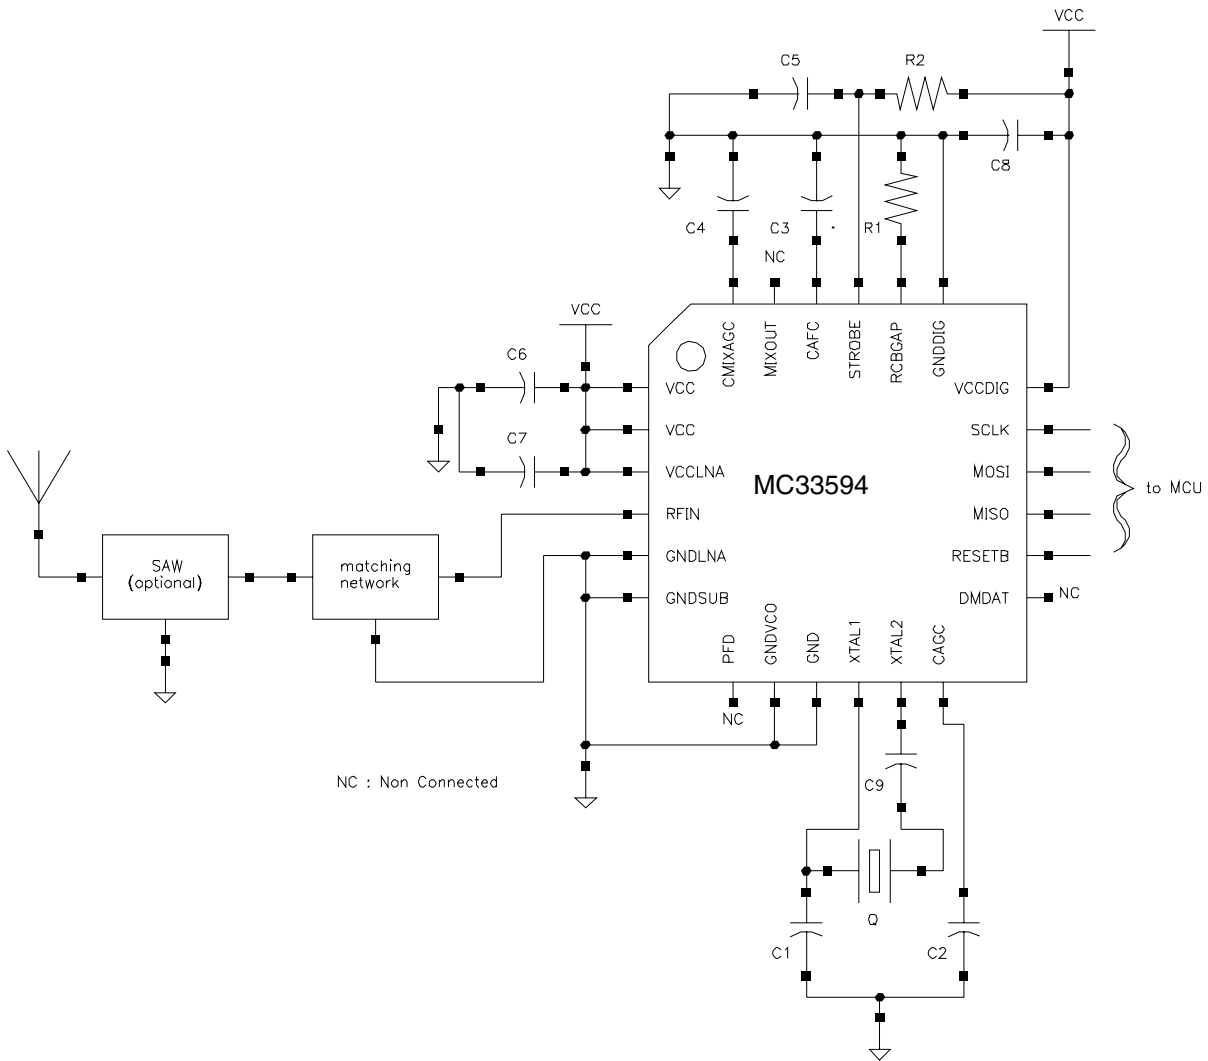 VCC
C5
R2
C8
C4
C3
R1
NC
VCC
C6
C7
CMIXAGC
MIXOUT
CAFC
STROBE
RCBGAP
GNDDIG
VCC
VCC
VCCLNA
RFIN
GNDLNA
GNDSUB
MC33594
VCCDIG
SCLK
MOSI
MISO
RESETB
DMDAT
NC
to MCU
SAW
(optional)
matching
network
PFD
GNDVCO
GND
XTAL1
XTAL2
CAGC
NC
NC : Non Connected
C9
Q
C1
C2